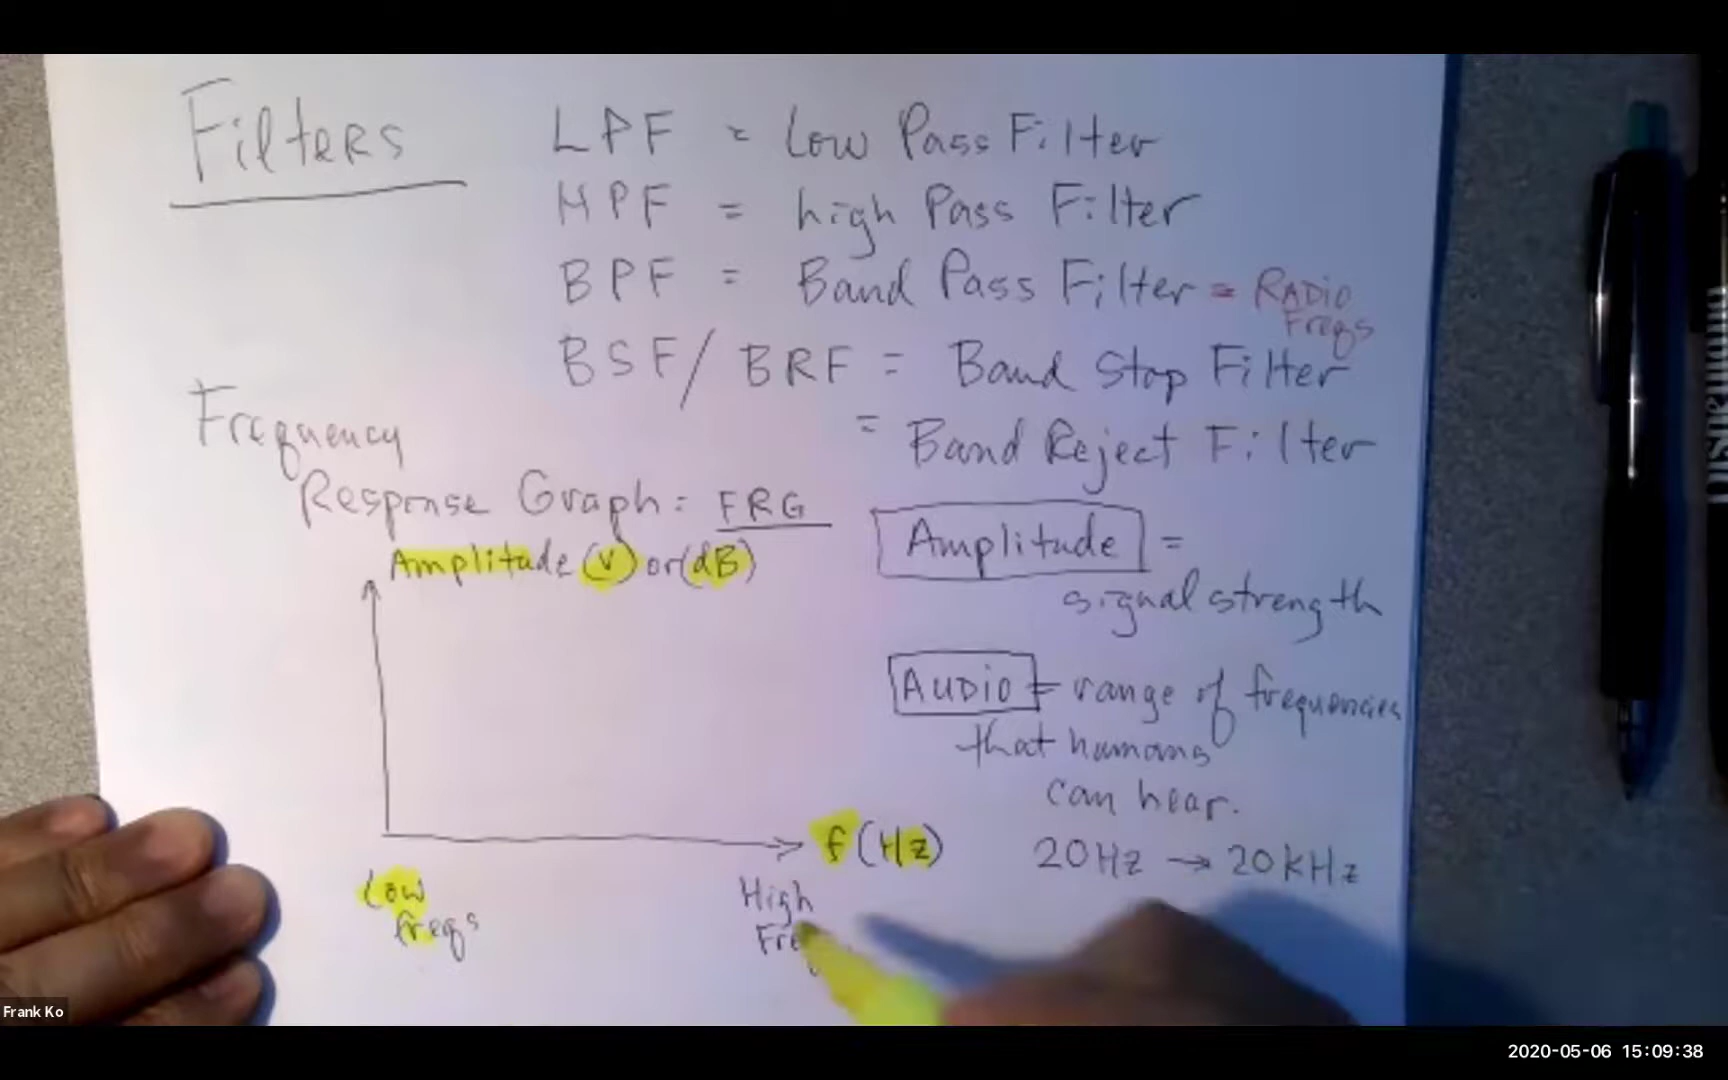 Filters
LPF = Low Pass Filter
HPF = high Pass Filter
BPF = Band Pass Filter = RADIO
Freqs
BSF/BRF = Band Stop Filter
= Band Reject Filter
Frequency
Response Graph = FRG
Amplitude (V) or (dB)
f (Hz)
Low
freqs
High
Amplitude =
signal strength
AUDIO = range of frequencies
that humans
can hear.
20Hz → 20kHz
Frank Ko
2020-05-06 15:09:38